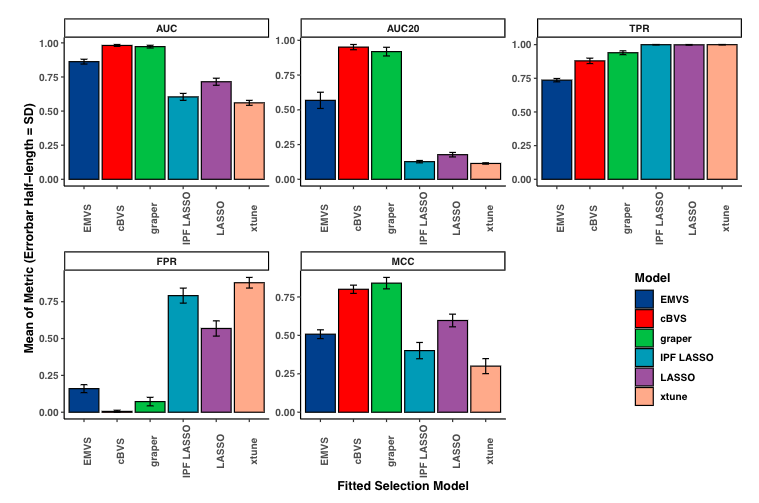 AUC
AUC20
TPR
1.00
0.75
0.50
0.25
0.00
1.00
0.75
0.50
0.25
0.00
1.00
0.75
0.50
0.25
0.00
EMVS
cBVS
graper
IPF LASSO
LASSO
xtune
EMVS
cBVS
graper
IPF LASSO
LASSO
xtune
EMVS
cBVS
graper
IPF LASSO
LASSO
xtune
Mean of Metric (Errorbar Half−length = SD)
FPR
MCC
0.75
0.50
0.25
0.00
0.75
0.50
0.25
0.00
EMVS
cBVS
graper
IPF LASSO
LASSO
xtune
EMVS
cBVS
graper
IPF LASSO
LASSO
xtune
Model
EMVS
cBVS
graper
IPF LASSO
LASSO
xtune
Fitted Selection Model